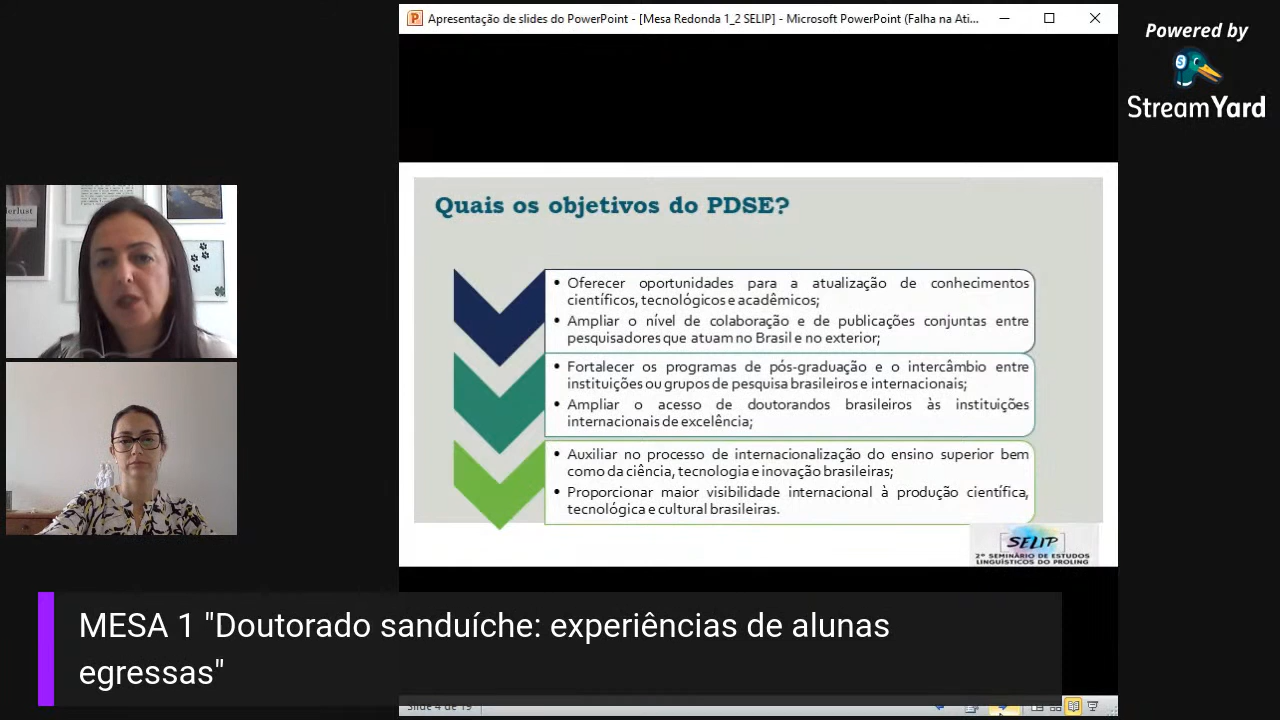 Apresentação de slides do PowerPoint - [Mesa Redonda 1_2 SELIP] - Microsoft PowerPoint (Falha na Ati...
Powered by
StreamYard
Quais os objetivos do PDSE?
• Oferecer oportunidades para a atualização de conhecimentos
científicos, tecnológicos e acadêmicos;
• Ampliar o nível de colaboração e de publicações conjuntas entre
pesquisadores que atuam no Brasil e no exterior;
• Fortalecer os programas de pós-graduação e o intercâmbio entre
instituições ou grupos de pesquisa brasileiros e internacionais;
• Ampliar o acesso de doutorandos brasileiros às instituições
internacionais de excelência;
• Auxiliar no processo de internacionalização do ensino superior bem
como da ciência, tecnologia e inovação brasileiras;
• Proporcionar maior visibilidade internacional à produção científica,
tecnológica e cultural brasileiras.
SELIP
2º SEMINÁRIO DE ESTUDOS
LINGUÍSTICOS DO PROLING
MESA 1 "Doutorado sanduíche: experiências de alunas
egressas"
Slide 4 de 19